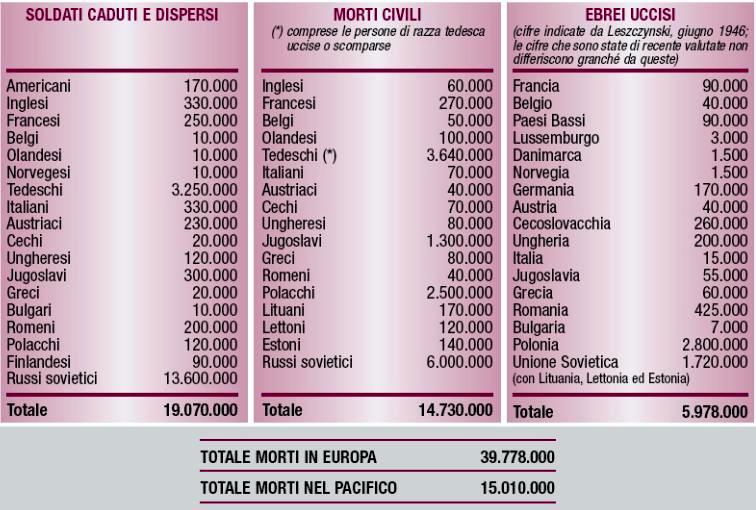 SOLDATI CADUTI E DISPERSI
Americani 170.000
Inglesi 330.000
Francesi 250.000
Belgi 10.000
Olandesi 10.000
Norvegesi 10.000
Tedeschi 3.250.000
Italiani 330.000
Austriaci 230.000
Cechi 20.000
Ungheresi 120.000
Jugoslavi 300.000
Greci 20.000
Bulgari 10.000
Romeni 200.000
Polacchi 120.000
Finlandesi 90.000
Russi sovietici 13.600.000
Totale 19.070.000
MORTI CIVILI
(*) comprese le persone di razza tedesca
uccise o scomparse
Inglesi 60.000
Francesi 270.000
Belgi 50.000
Olandesi 100.000
Tedeschi (*) 3.640.000
Italiani 70.000
Austriaci 40.000
Cechi 70.000
Ungheresi 80.000
Jugoslavi 1.300.000
Greci 80.000
Romeni 40.000
Polacchi 2.500.000
Lituani 170.000
Lettoni 120.000
Estoni 140.000
Russi sovietici 6.000.000
Totale 14.730.000
EBREI UCCISI
(cifre indicate da Leszczynski, giugno 1946;
le cifre che sono state di recente valutate non
differiscono granché da queste)
Francia 90.000
Belgio 40.000
Paesi Bassi 90.000
Lussemburgo 3.000
Danimarca 1.500
Norvegia 1.500
Germania 170.000
Austria 40.000
Cecoslovacchia 260.000
Ungheria 200.000
Italia 15.000
Jugoslavia 55.000
Grecia 60.000
Romania 425.000
Bulgaria 7.000
Polonia 2.800.000
Unione Sovietica 1.720.000
(con Lituania, Lettonia ed Estonia)
Totale 5.978.000
TOTALE MORTI IN EUROPA 39.778.000
TOTALE MORTI NEL PACIFICO 15.010.000